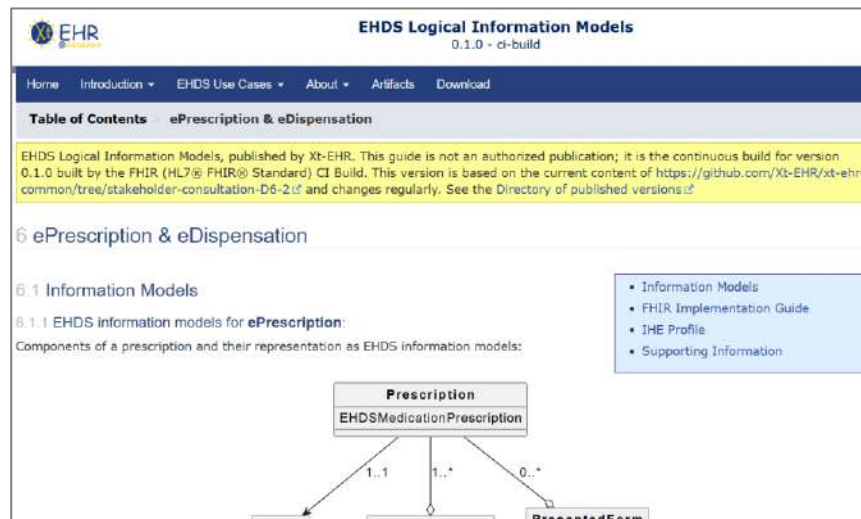 Xt EHR
EHDS Logical Information Models
0.1.0 - ci-build
Home Introduction EHDS Use Cases About Artifacts Download
Table of Contents ePrescription & eDispensation
EHDS Logical Information Models, published by Xt-EHR. This guide is not an authorized publication; it is the continuous build for version
0.1.0 built by the FHIR (HL7® FHIR® Standard) CI Build. This version is based on the current content of https://github.com/Xt-EHR/xt-ehr-
common/tree/stakeholder-consultation-D6-2 and changes regularly. See the Directory of published versions
6 ePrescription & eDispensation
6.1 Information Models
6.1.1 EHDS information models for ePrescription:
Components of a prescription and their representation as EHDS information models:
• Information Models
• FHIR Implementation Guide
• IHE Profile
• Supporting Information
Prescription
EHDSMedicationPrescription
1..1 1..* 0..*
PresentedForm